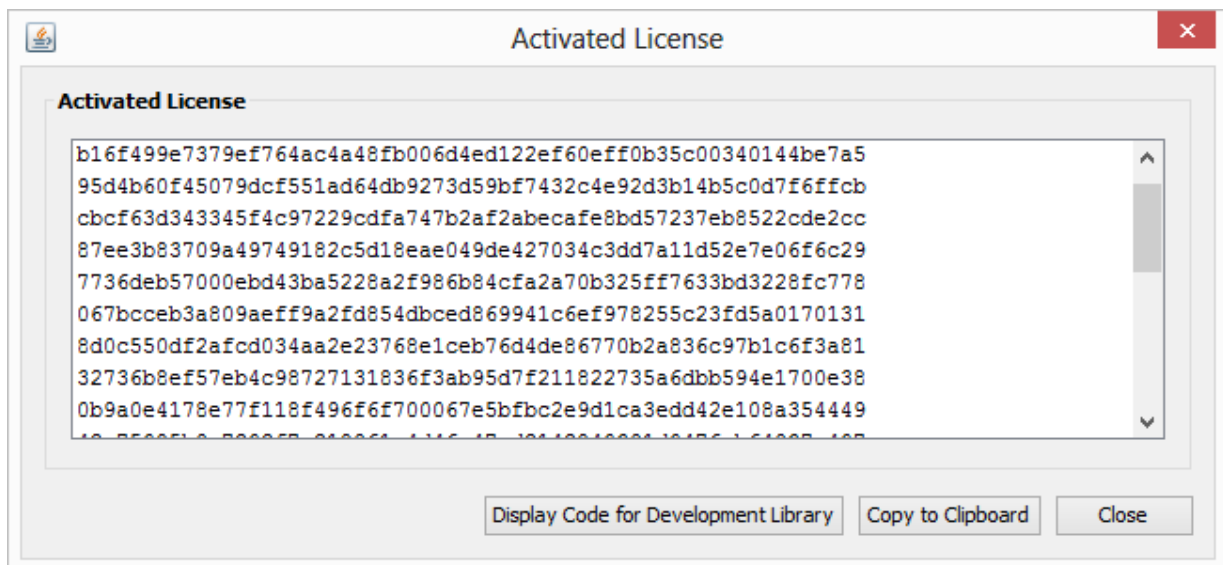 Activated License
Activated License
b16f499e7379ef764ac4a48fb006d4ed122ef60eff0b35c00340144be7a5
95d4b60f45079dcf551ad64db9273d59bf7432c4e92d3b14b5c0d7f6ffcb
cbcf63d343345f4c97229cdfa747b2af2abecafe8bd57237eb8522cde2cc
87ee3b83709a49749182c5d18eae049de427034c3dd7a11d52e7e06f6c29
7736deb57000ebd43ba5228a2f986b84cfa2a70b325ff7633bd3228fc778
067bcceb3a809aeff9a2fd854dbced869941c6ef978255c23fd5a0170131
8d0c550df2afcd034aa2e23768e1ceb76d4de86770b2a836c97b1c6f3a81
32736b8ef57eb4c98727131836f3ab95d7f211822735a6dbb594e1700e38
0b9a0e4178e77f118f496f6f700067e5bfbc2e9d1ca3edd42e108a354449
Display Code for Development Library Copy to Clipboard Close